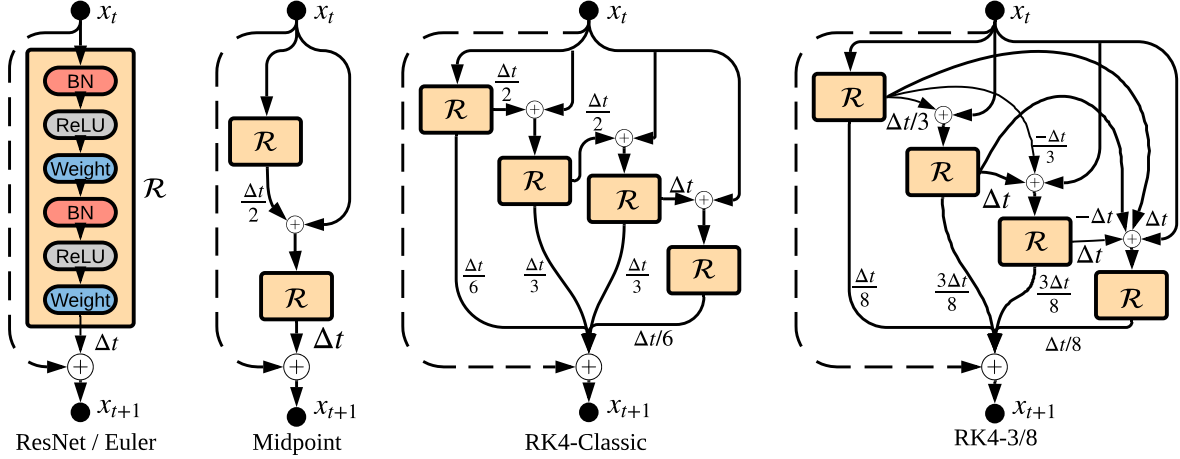 x_t
BN
ReLU
Weight
BN
ReLU
Weight
ℛ
Δt
+
x_{t+1}
ResNet / Euler
x_t
ℛ
Δt/2
+
ℛ
Δt
+
x_{t+1}
Midpoint
x_t
ℛ
Δt/2
+
Δt/2
+
ℛ
ℛ
Δt
+
ℛ
Δt/6
Δt/3
Δt/3
Δt/6
+
x_{t+1}
RK4-Classic
x_t
ℛ
Δt/3
+
-Δt/3
ℛ
Δt
+
ℛ
-Δt
Δt
Δt
+
ℛ
Δt/8
3Δt/8
3Δt/8
Δt/8
+
x_{t+1}
RK4-3/8